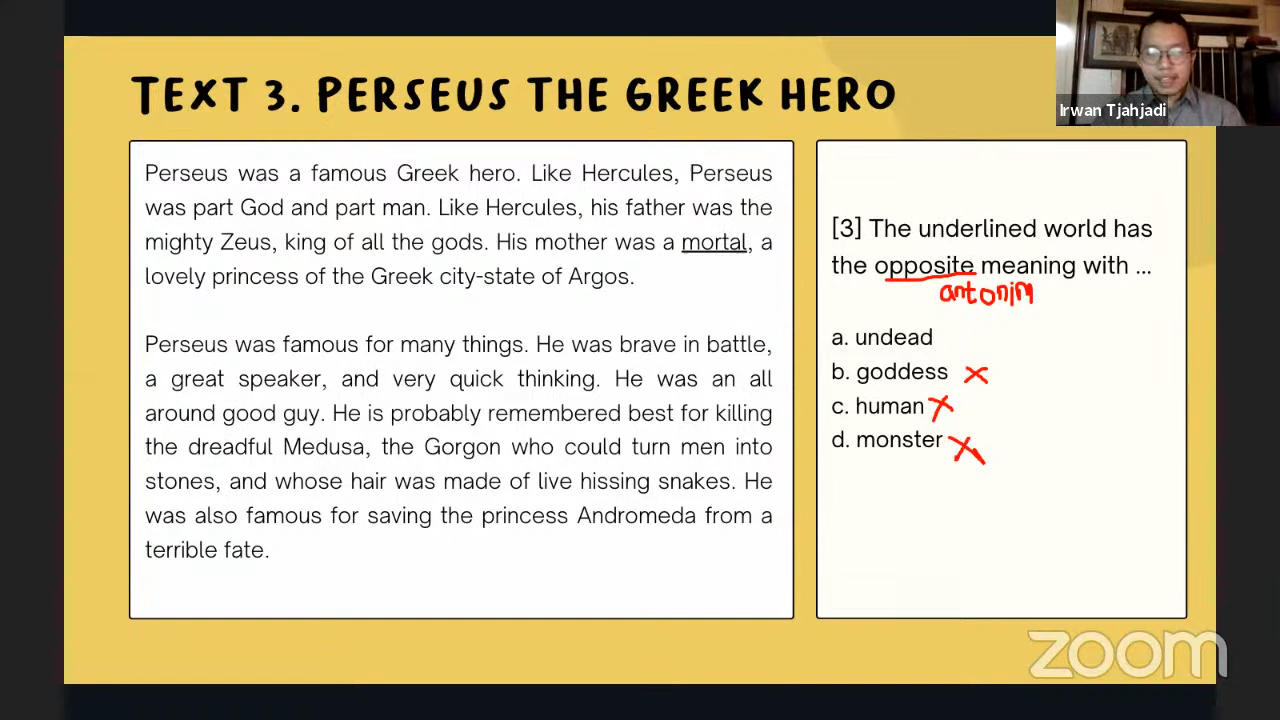 TEXT 3. PERSEUS THE GREEK HERO
Irwan Tjahjadi
Perseus was a famous Greek hero. Like Hercules, Perseus
was part God and part man. Like Hercules, his father was the
mighty Zeus, king of all the gods. His mother was a mortal, a
lovely princess of the Greek city-state of Argos.
Perseus was famous for many things. He was brave in battle,
a great speaker, and very quick thinking. He was an all
around good guy. He is probably remembered best for killing
the dreadful Medusa, the Gorgon who could turn men into
stones, and whose hair was made of live hissing snakes. He
was also famous for saving the princess Andromeda from a
terrible fate.
[3] The underlined world has
the opposite meaning with ...
antonim
a. undead
b. goddess
c. human
d. monster
zoom